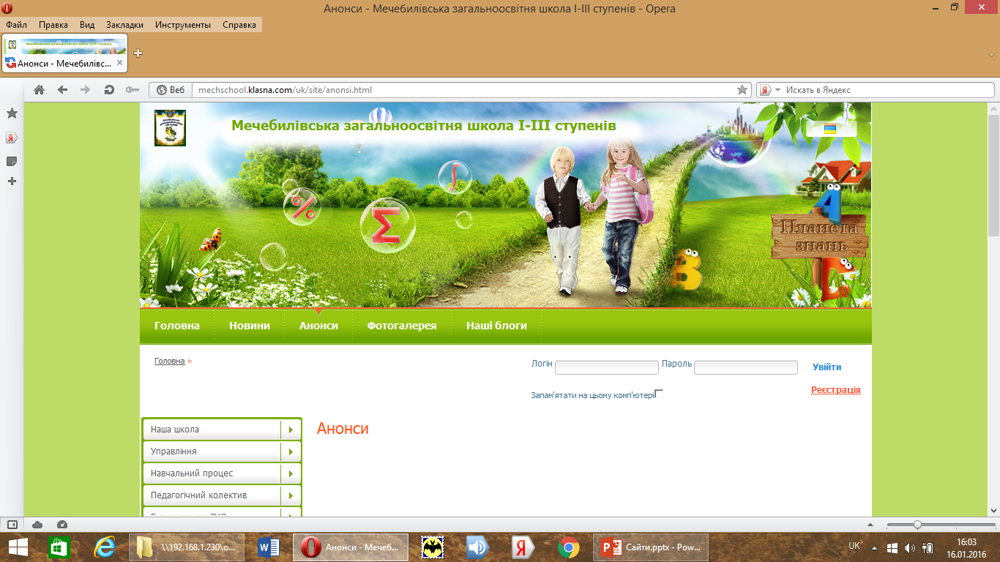 Анонси - Мечебилівська загальноосвітня школа І-ІІІ ступенів - Opera
Файл Правка Вид Закладки Инструменты Справка
Анонси - Мечебилівс...
Веб mechschool.klasna.com/uk/site/anonsi.html Искать в Яндекс
Мечебилівська загальноосвітня школа І-ІІІ ступенів
%
∫
Σ
А
Планета
знань
Б
В
Головна Новини Анонси Фотогалерея Наші блоги
Головна » Логін Пароль Увійти
Запам'ятати на цьому комп'ютері Реєстрація
Анонси
Наша школа
Управління
Навчальний процес
Педагогічний колектив
\\192.168.1.230\o... Анонси - Мечеб... Сайти.pptx - Pow... UK 16:03
16.01.2016